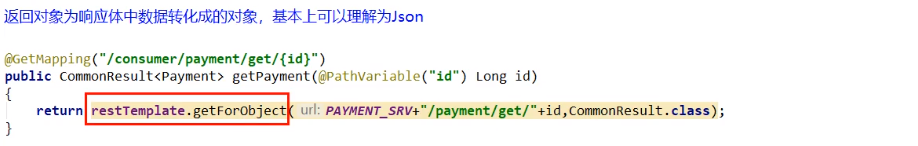 返回对象为响应体中数据转化成的对象，基本上可以理解为Json
@GetMapping("/consumer/payment/get/{id}")
public CommonResult<Payment> getPayment(@PathVariable("id") Long id)
{
return restTemplate.getForObject( url: PAYMENT_SRV+"/payment/get/"+id,CommonResult.class);
}